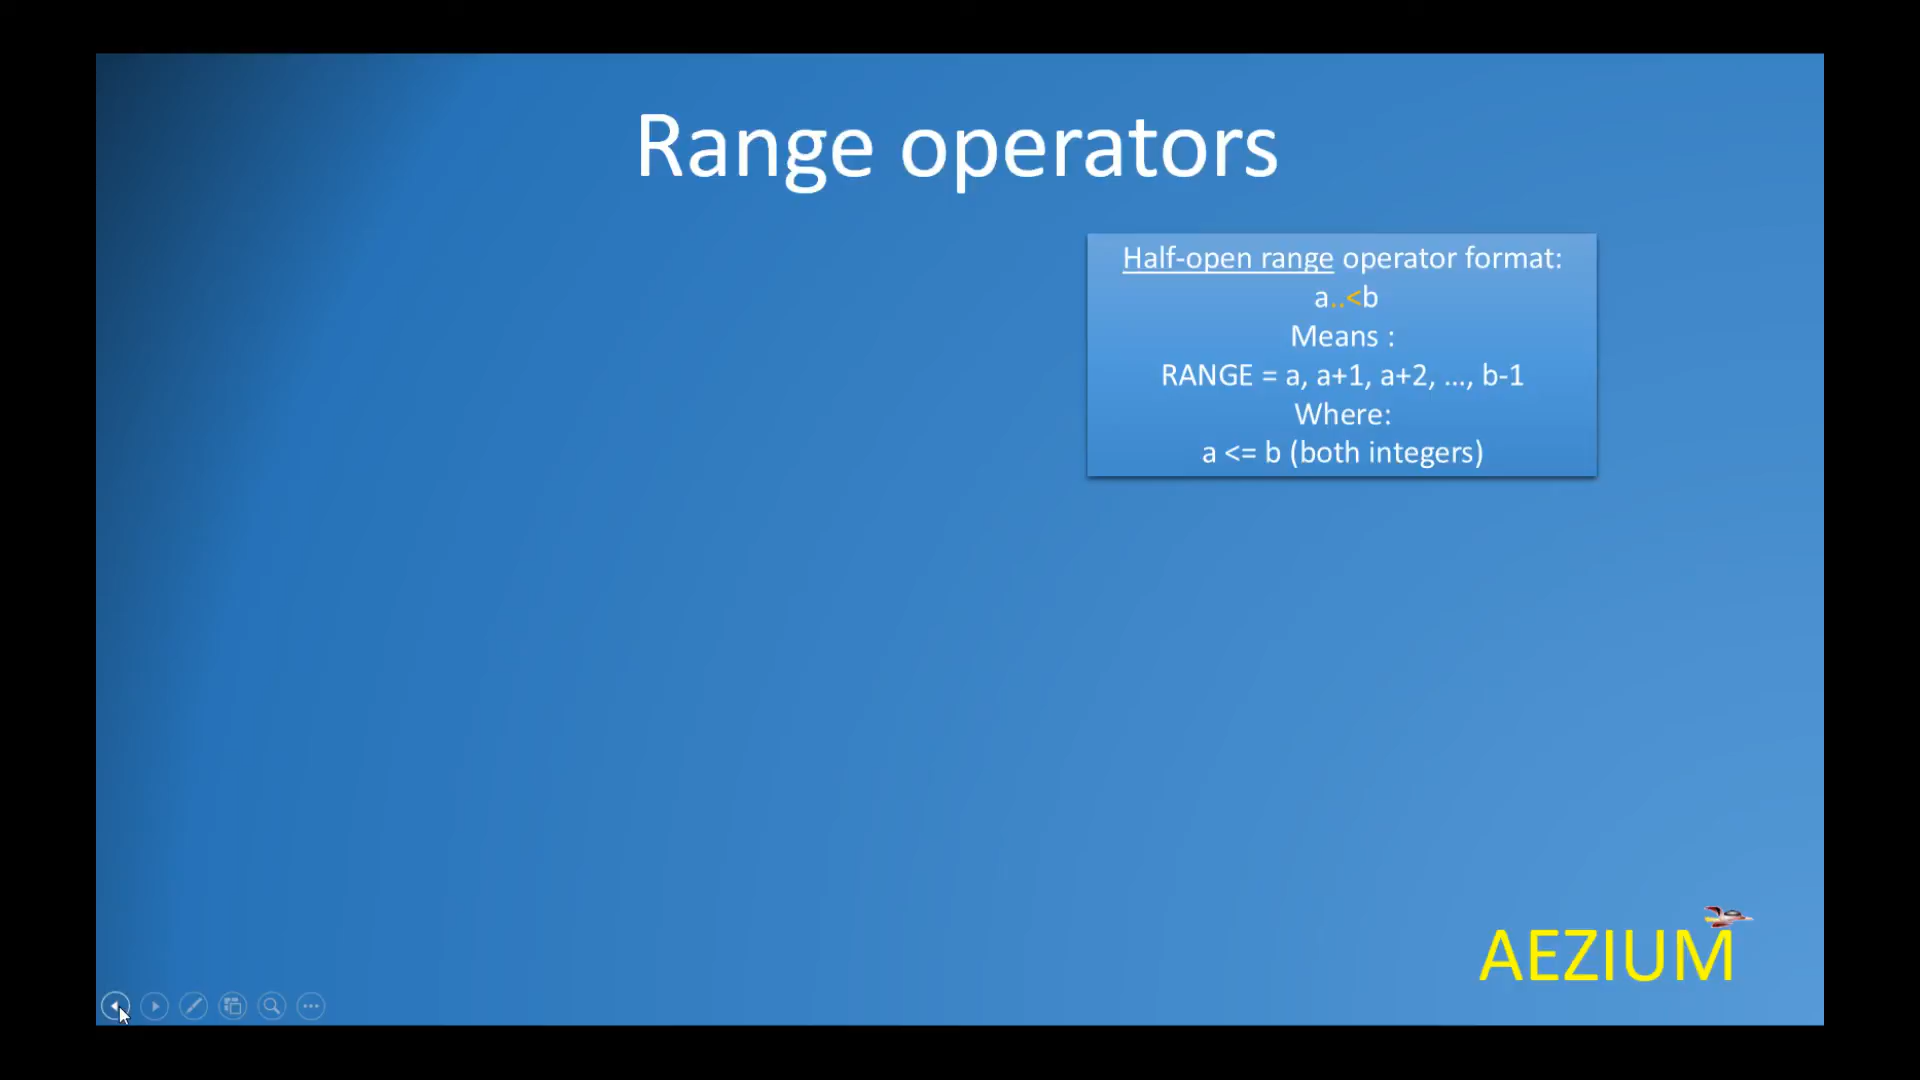 Range operators
Half-open range operator format:
a..<b
Means :
RANGE = a, a+1, a+2, ..., b-1
Where:
a <= b (both integers)
AEZIUM